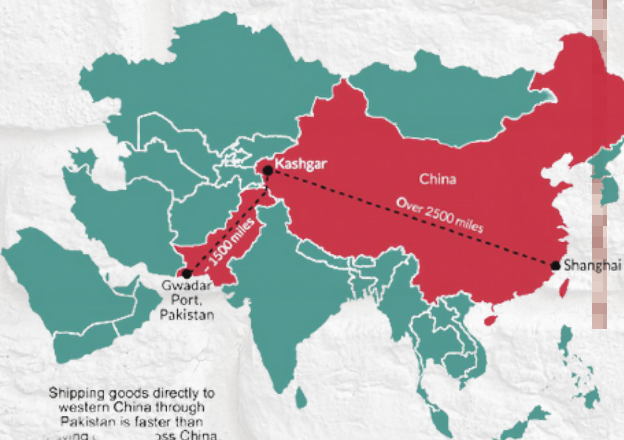 Kashgar
China
Over 2500 miles
~ 1500 miles
Shanghai
Gwadar
Port,
Pakistan
Shipping goods directly to
western China through
Pakistan is faster than
China.